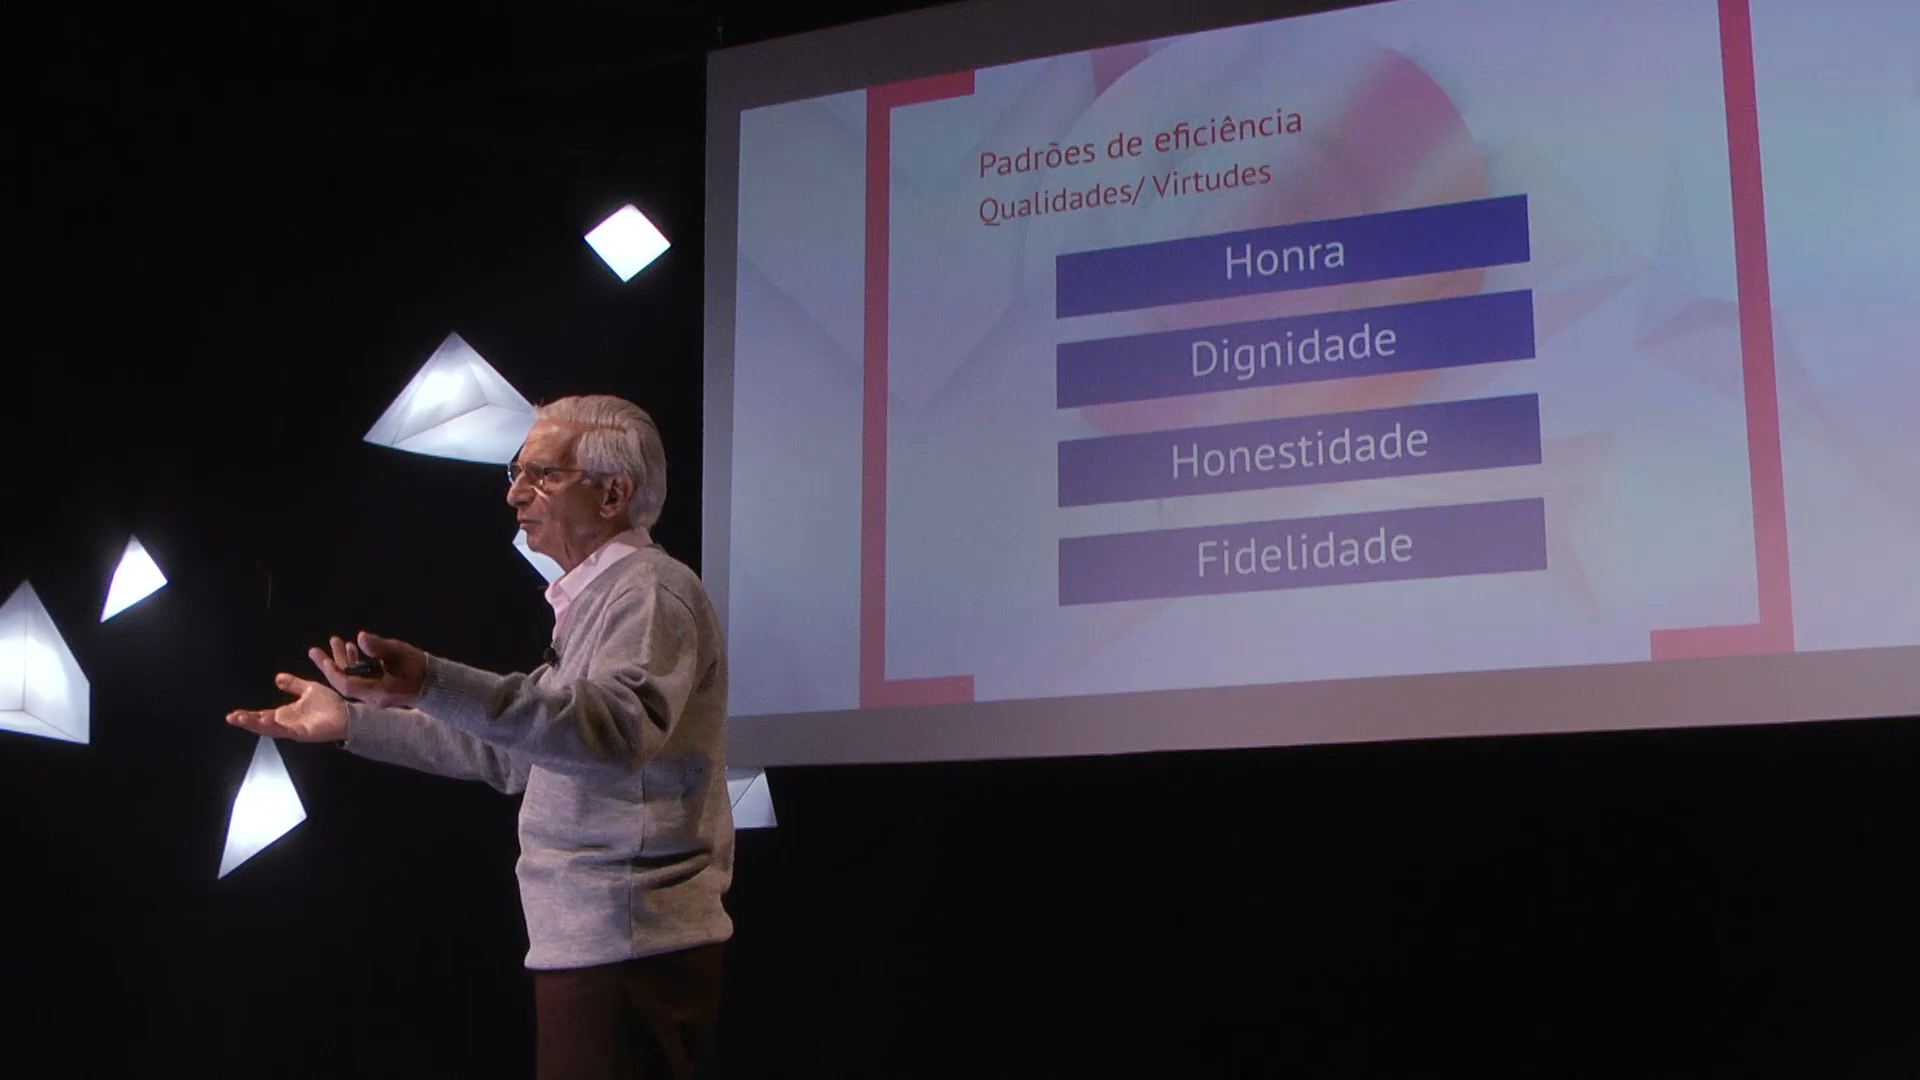 Padrões de eficiência
Qualidades/ Virtudes
Honra
Dignidade
Honestidade
Fidelidade